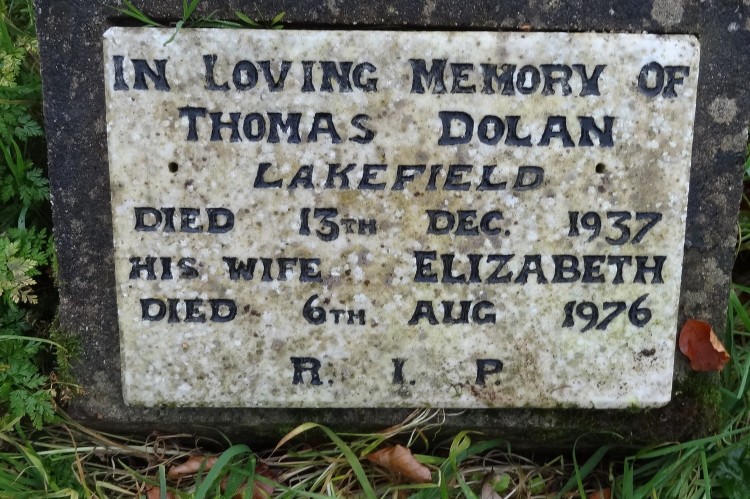 IN LOVING MEMORY OF
THOMAS DOLAN
LAKEFIELD
DIED 13TH DEC. 1937
HIS WIFE ELIZABETH
DIED 6TH AUG 1976
R. I. P.